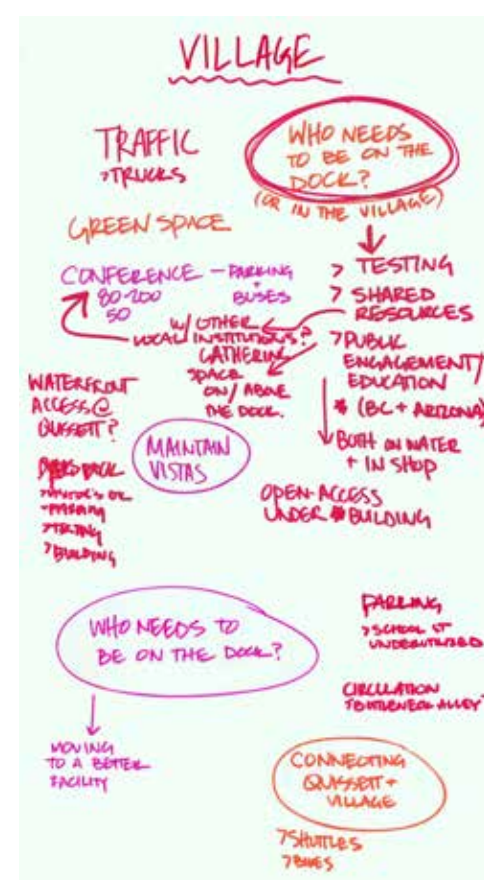 VILLAGE
TRAFFIC
> TRUCKS
WHO NEEDS
TO BE ON THE
DOCK?
(OR IN THE VILLAGE)
GREEN SPACE
CONFERENCE - PARKING
+
BUSES
80-200
50
> TESTING
> SHARED
RESOURCES
W/ OTHER
LOCAL INSTITUTIONS?
GATHERING
SPACE
ON/ABOVE
THE DOCK.
> PUBLIC
ENGAGEMENT/
EDUCATION
* (BC + ARIZONA)
BOTH ON WATER
+ IN SHOP
WATERFRONT
ACCESS @
QUISSETT?
MAINTAIN
VISTAS
OPEN-ACCESS
UNDER BUILDING
PARKING
> BUILDING
WHO NEEDS TO
BE ON THE DOCK?
MOVING
TO A BETTER
FACILITY
PARKING
> SCHOOL ST
UNDERUTILIZED
CIRCULATION
BOTTLENECK ALLEY
CONNECTING
QUISSETT +
VILLAGE
> SHUTTLES
> BIKES